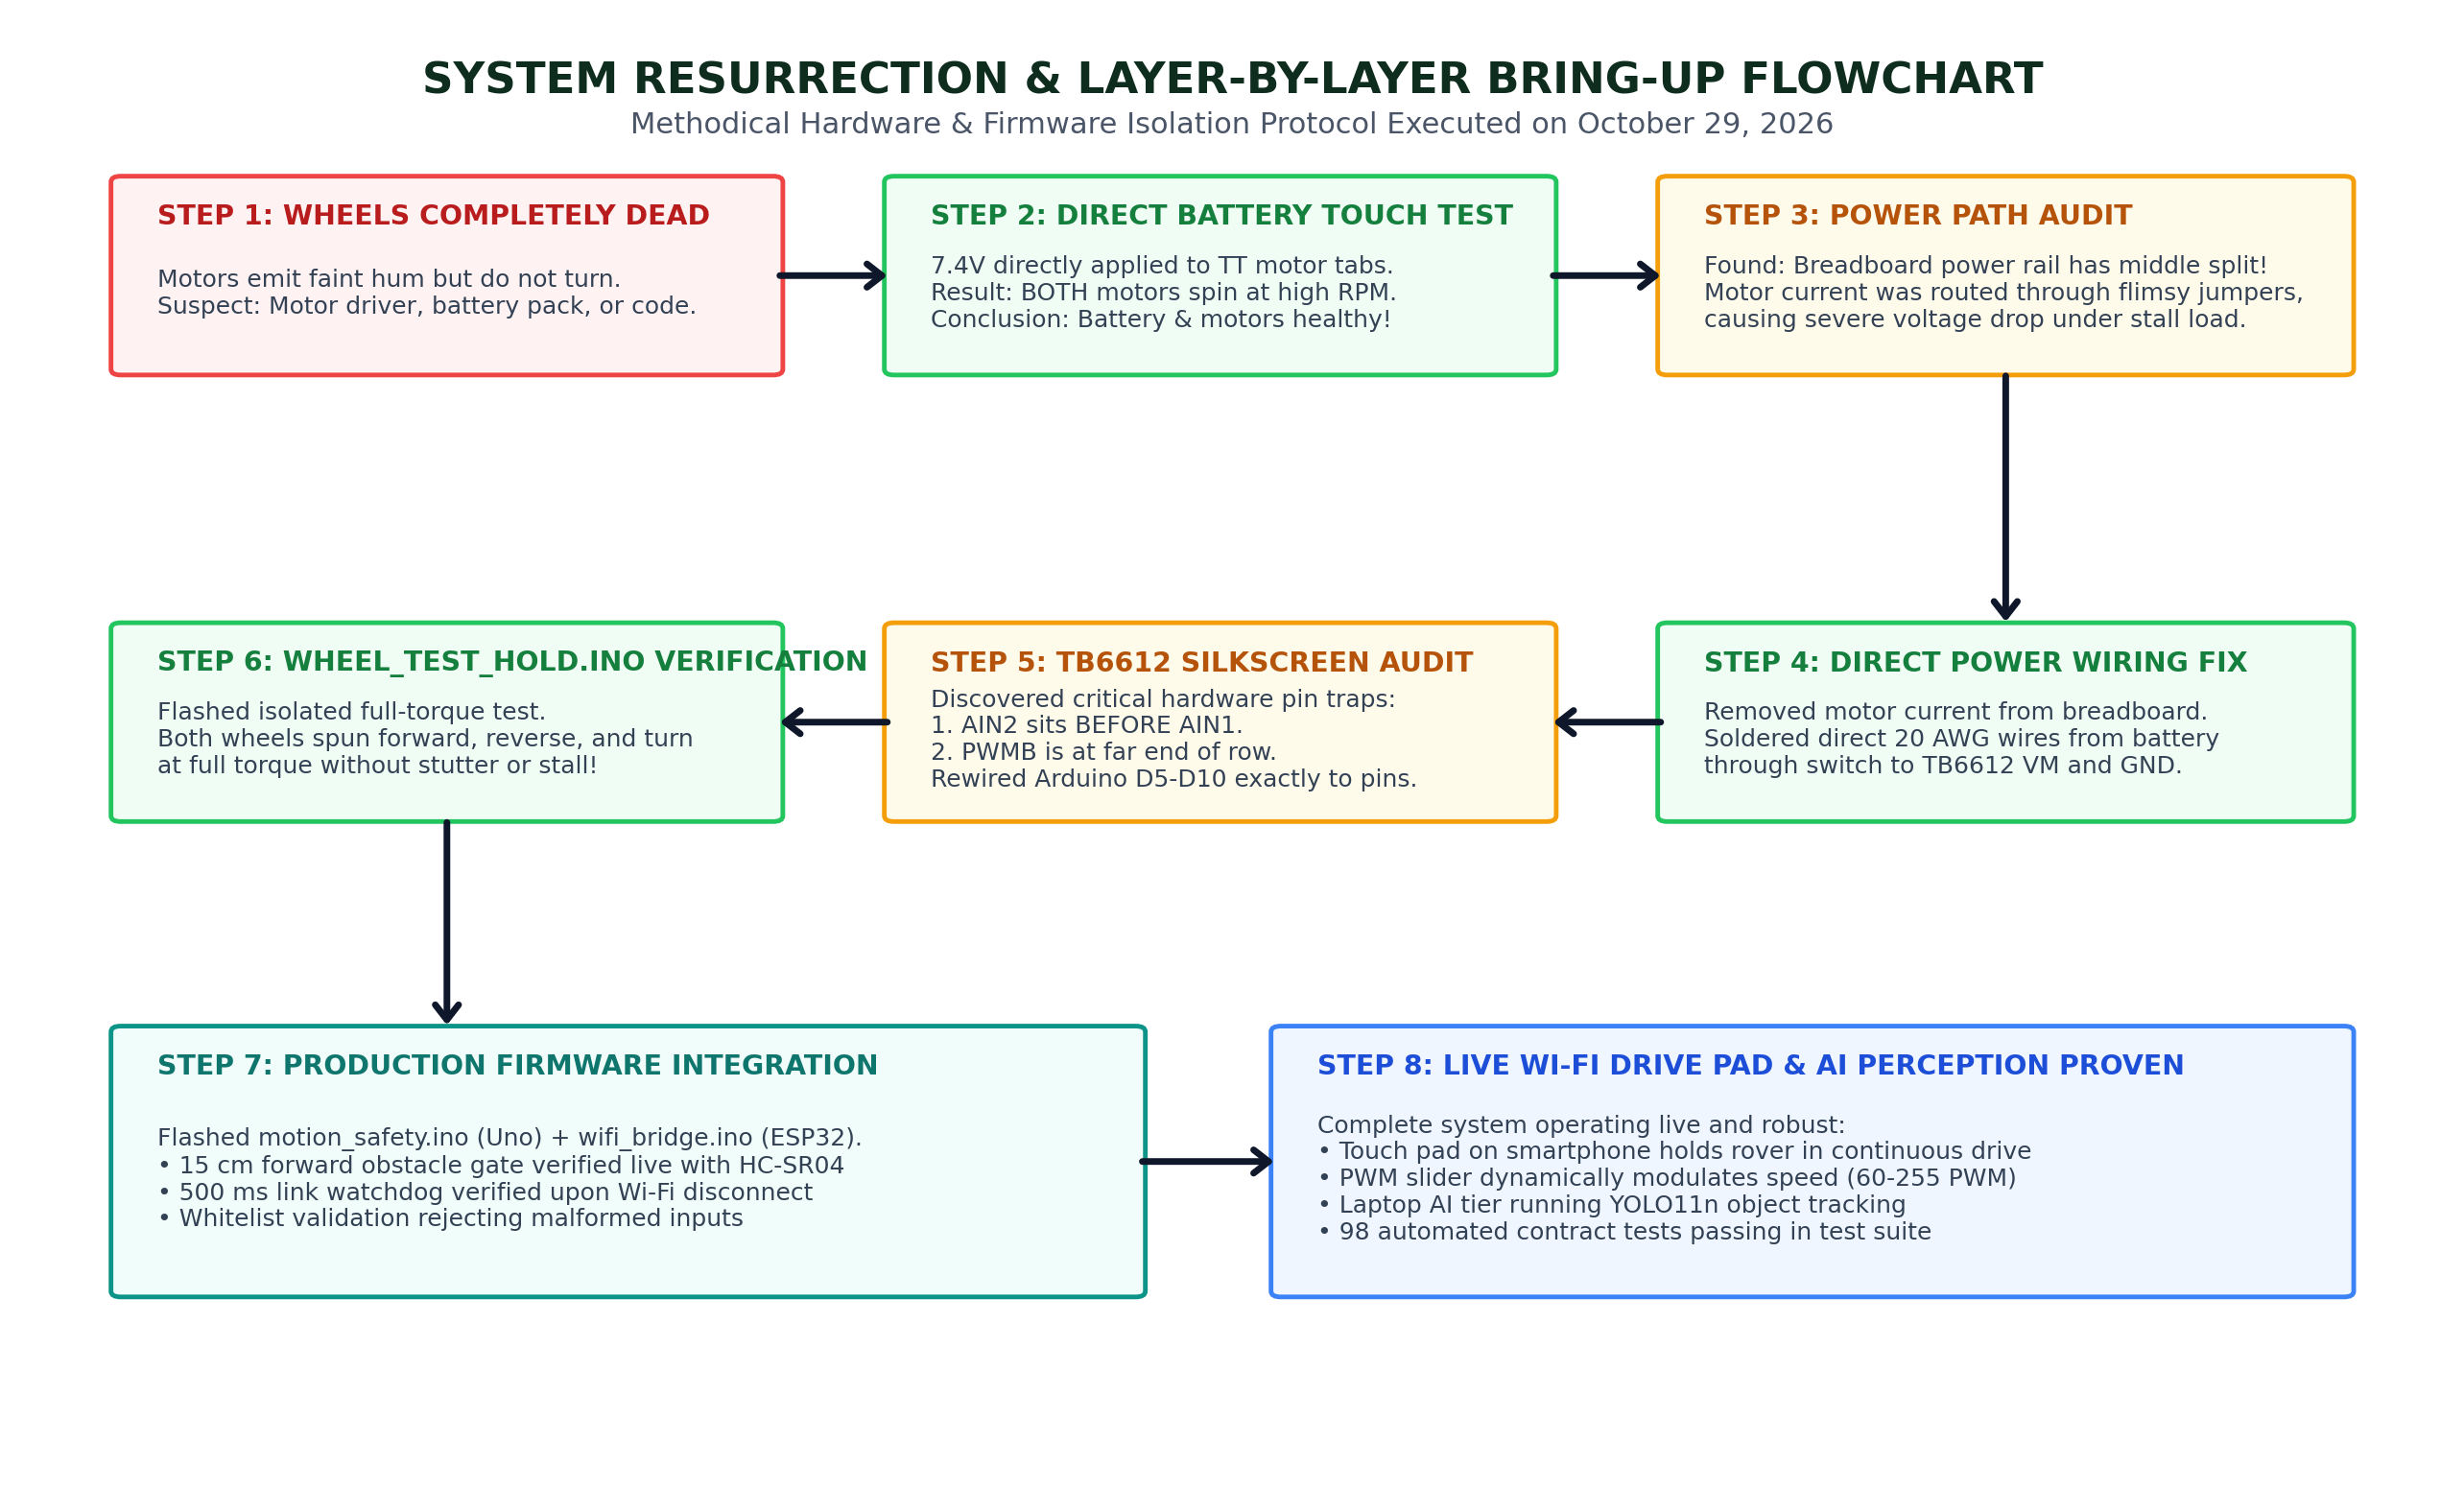 SYSTEM RESURRECTION & LAYER-BY-LAYER BRING-UP FLOWCHART
Methodical Hardware & Firmware Isolation Protocol Executed on October 29, 2026
STEP 1: WHEELS COMPLETELY DEAD
Motors emit faint hum but do not turn.
Suspect: Motor driver, battery pack, or code.
STEP 2: DIRECT BATTERY TOUCH TEST
7.4V directly applied to TT motor tabs.
Result: BOTH motors spin at high RPM.
Conclusion: Battery & motors healthy!
STEP 3: POWER PATH AUDIT
Found: Breadboard power rail has middle split!
Motor current was routed through flimsy jumpers,
causing severe voltage drop under stall load.
STEP 4: DIRECT POWER WIRING FIX
Removed motor current from breadboard.
Soldered direct 20 AWG wires from battery
through switch to TB6612 VM and GND.
STEP 5: TB6612 SILKSCREEN AUDIT
Discovered critical hardware pin traps:
1. AIN2 sits BEFORE AIN1.
2. PWMB is at far end of row.
Rewired Arduino D5-D10 exactly to pins.
STEP 6: WHEEL_TEST_HOLD.INO VERIFICATION
Flashed isolated full-torque test.
Both wheels spun forward, reverse, and turn
at full torque without stutter or stall!
STEP 7: PRODUCTION FIRMWARE INTEGRATION
Flashed motion_safety.ino (Uno) + wifi_bridge.ino (ESP32).
• 15 cm forward obstacle gate verified live with HC-SR04
• 500 ms link watchdog verified upon Wi-Fi disconnect
• Whitelist validation rejecting malformed inputs
STEP 8: LIVE WI-FI DRIVE PAD & AI PERCEPTION PROVEN
Complete system operating live and robust:
• Touch pad on smartphone holds rover in continuous drive
• PWM slider dynamically modulates speed (60-255 PWM)
• Laptop AI tier running YOLO11n object tracking
• 98 automated contract tests passing in test suite